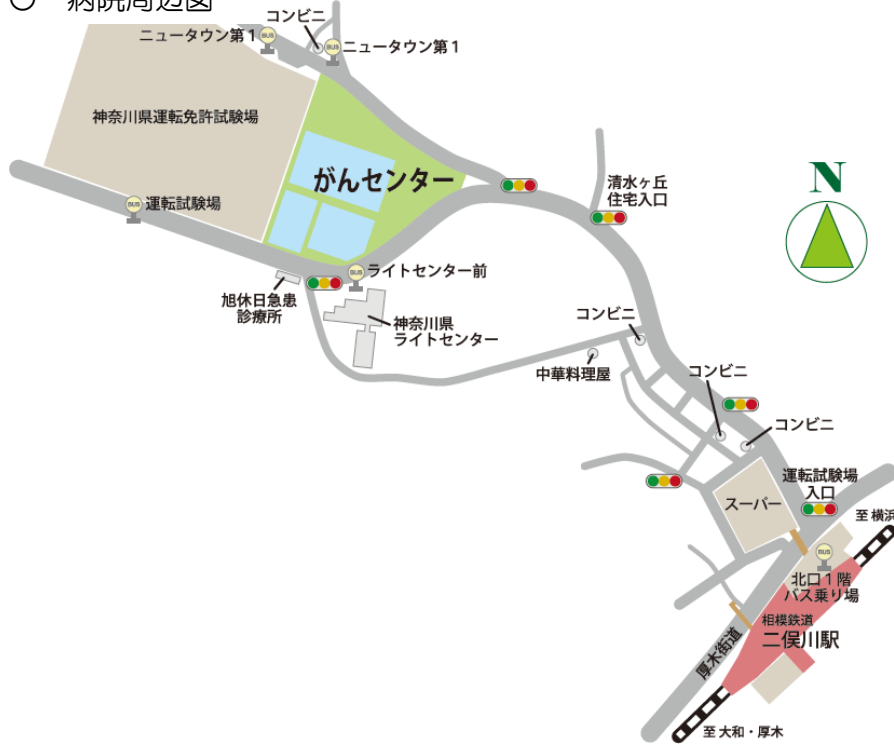 ○ 病院周辺図
コンビニ
ニュータウン第1
BUS
BUS
ニュータウン第1
神奈川県運転免許試験場
がんセンター
清水ヶ丘
住宅入口
N
BUS
運転試験場
BUS
ライトセンター前
旭休日急患
診療所
神奈川県
ライトセンター
コンビニ
中華料理屋
コンビニ
コンビニ
運転試験場
入口
スーパー
至 横浜
BUS
北口1階
バス乗り場
相模鉄道
二俣川駅
厚木街道
至 大和・厚木